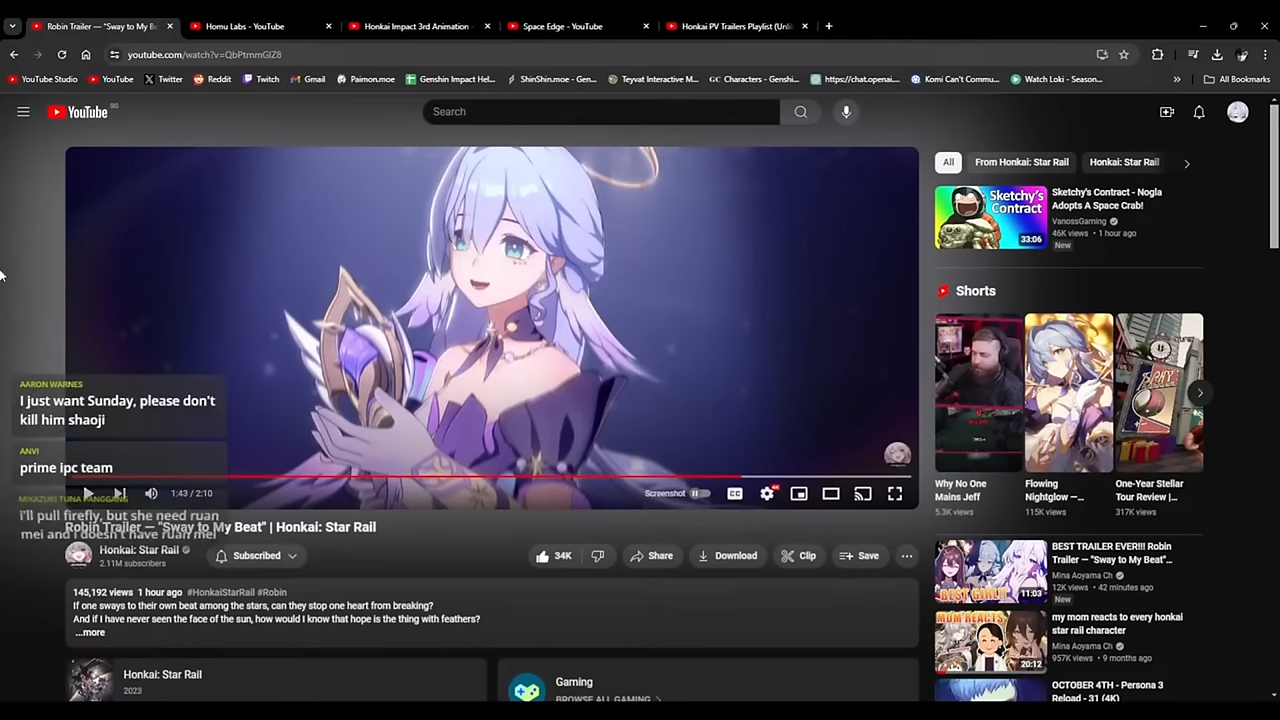 Robin Trailer — "Sway to My B
Homu Labs - YouTube
Honkai Impact 3rd Animation -
Space Edge - YouTube
Honkai PV Trailers Playlist (Unli
youtube.com/watch?v=QbPtrnmGlZ8
YouTube Studio
YouTube
Twitter
Reddit
Twitch
Gmail
Paimon.moe
Genshin Impact Hel...
ShinShin.moe - Gen...
Teyvat Interactive M...
GC Characters - Genshi...
https://chat.openai....
Komi Can't Commu...
Watch Loki - Season...
All Bookmarks
YouTube SG
Search
All
From Honkai: Star Rail
Honkai: Star Rail
Sketchy's Contract
33:06
Sketchy's Contract - Nogla
Adopts A Space Crab!
VanossGaming
46K views • 1 hour ago
New
Shorts
Why No One
Mains Jeff
5.3K views
Flowing
Nightglow —...
115K views
One-Year Stellar
Tour Review |...
317K views
AARON WARNES
I just want Sunday, please don't
kill him shaoji
ANVI
prime ipc team
MIKAZUKI TUNA PANGGANG
i'll pull firefly, but she need ruan
mei and i doesn't have ruan mei
1:43 / 2:10
Screenshot
CC
Robin Trailer — "Sway to My Beat" | Honkai: Star Rail
Honkai: Star Rail
2.11M subscribers
Subscribed
34K
Share
Download
Clip
Save
145,192 views 1 hour ago #HonkaiStarRail #Robin
If one sways to their own beat among the stars, can they stop one heart from breaking?
And if I have never seen the face of the sun, how would I know that hope is the thing with feathers?
...more
Honkai: Star Rail
2023
Gaming
BROWSE ALL GAMING
BEST GIRL!!
11:03
BEST TRAILER EVER!!! Robin
Trailer — "Sway to My Beat"...
Mina Aoyama Ch
12K views • 42 minutes ago
New
MOM REACTS
20:12
my mom reacts to every honkai
star rail character
Mina Aoyama Ch
957K views • 9 months ago
OCTOBER 4TH - Persona 3
Reload - 31 (4K)